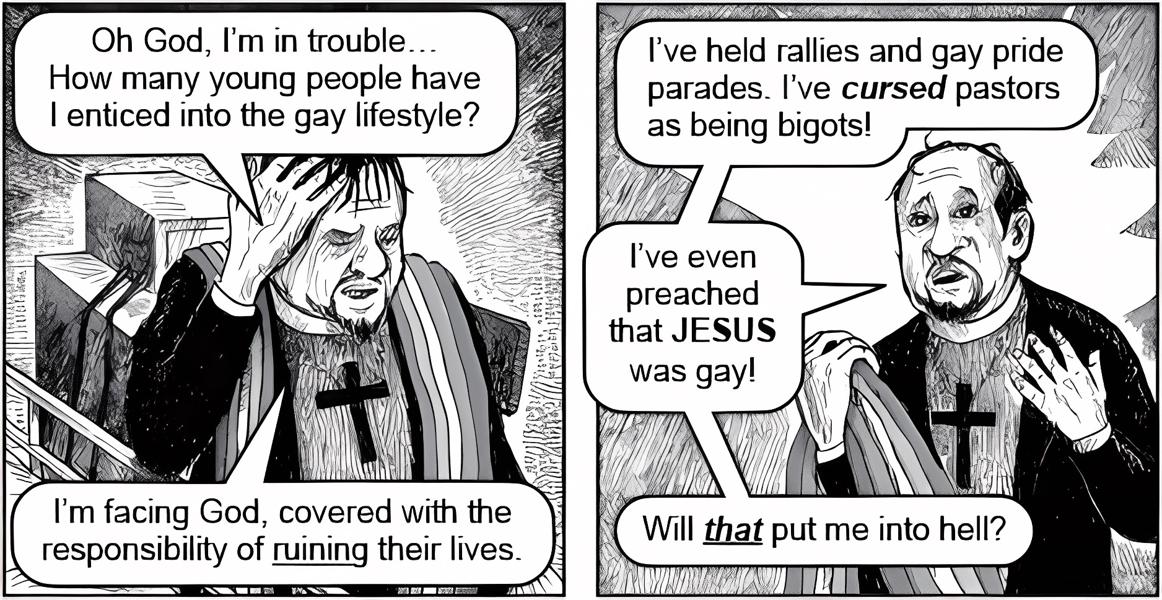 Oh God, I'm in trouble...
How many young people have
I enticed into the gay lifestyle?
I'm facing God, covered with the
responsibility of ruining their lives.
I've held rallies and gay pride
parades. I've cursed pastors
as being bigots!
I've even
preached
that JESUS
was gay!
Will that put me into hell?